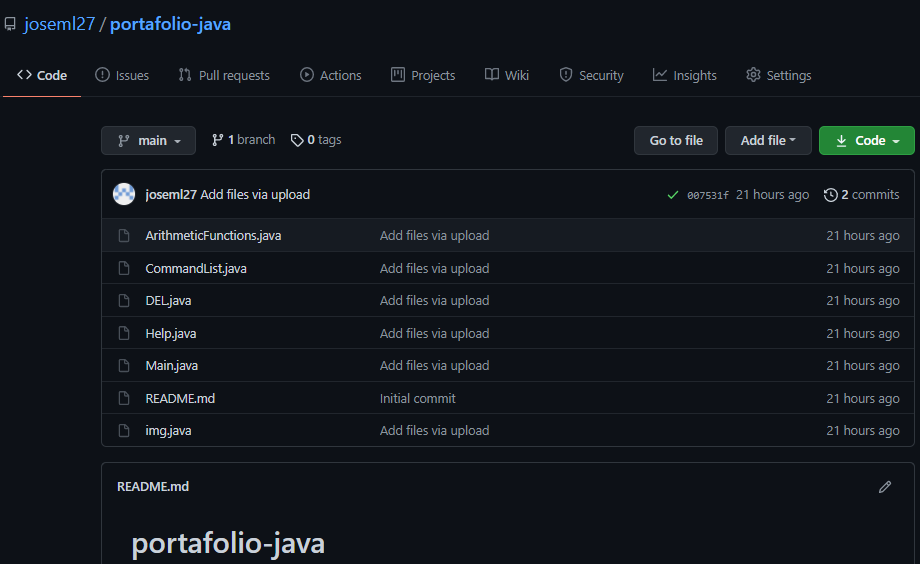 joseml27 / portafolio-java
Code Issues Pull requests Actions Projects Wiki Security Insights Settings
main 1 branch 0 tags Go to file Add file Code
joseml27 Add files via upload 007531f 21 hours ago 2 commits
ArithmeticFunctions.java Add files via upload 21 hours ago
CommandList.java Add files via upload 21 hours ago
DEL.java Add files via upload 21 hours ago
Help.java Add files via upload 21 hours ago
Main.java Add files via upload 21 hours ago
README.md Initial commit 21 hours ago
img.java Add files via upload 21 hours ago
README.md
portafolio-java